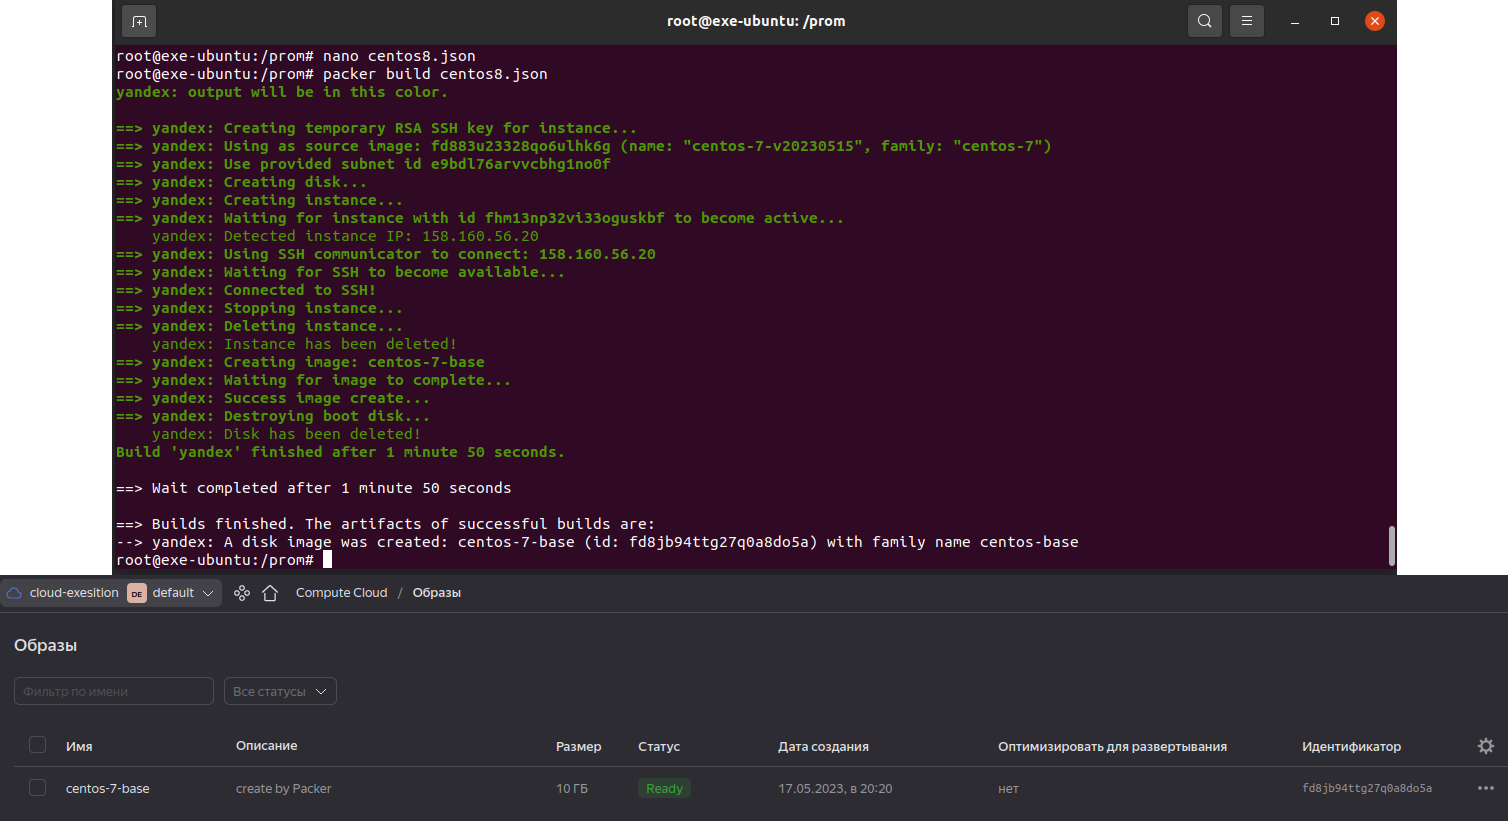 root@exe-ubuntu: /prom
root@exe-ubuntu:/prom# nano centos8.json
root@exe-ubuntu:/prom# packer build centos8.json
yandex: output will be in this color.
==> yandex: Creating temporary RSA SSH key for instance...
==> yandex: Using as source image: fd883u23328qo6ulhk6g (name: "centos-7-v20230515", family: "centos-7")
==> yandex: Use provided subnet id e9bdl76arvvcbhg1no0f
==> yandex: Creating disk...
==> yandex: Creating instance...
==> yandex: Waiting for instance with id fhm13np32vi33oguskbf to become active...
yandex: Detected instance IP: 158.160.56.20
==> yandex: Using SSH communicator to connect: 158.160.56.20
==> yandex: Waiting for SSH to become available...
==> yandex: Connected to SSH!
==> yandex: Stopping instance...
==> yandex: Deleting instance...
yandex: Instance has been deleted!
==> yandex: Creating image: centos-7-base
==> yandex: Waiting for image to complete...
==> yandex: Success image create...
==> yandex: Destroying boot disk...
yandex: Disk has been deleted!
Build 'yandex' finished after 1 minute 50 seconds.
==> Wait completed after 1 minute 50 seconds
==> Builds finished. The artifacts of successful builds are:
--> yandex: A disk image was created: centos-7-base (id: fd8jb94ttg27q0a8do5a) with family name centos-base
root@exe-ubuntu:/prom#
cloud-exesition DE default Compute Cloud / Образы
Образы
Фильтр по имени Все статусы
Имя Описание Размер Статус Дата создания Оптимизировать для развертывания Идентификатор
centos-7-base create by Packer 10 ГБ Ready 17.05.2023, в 20:20 нет fd8jb94ttg27q0a8do5a